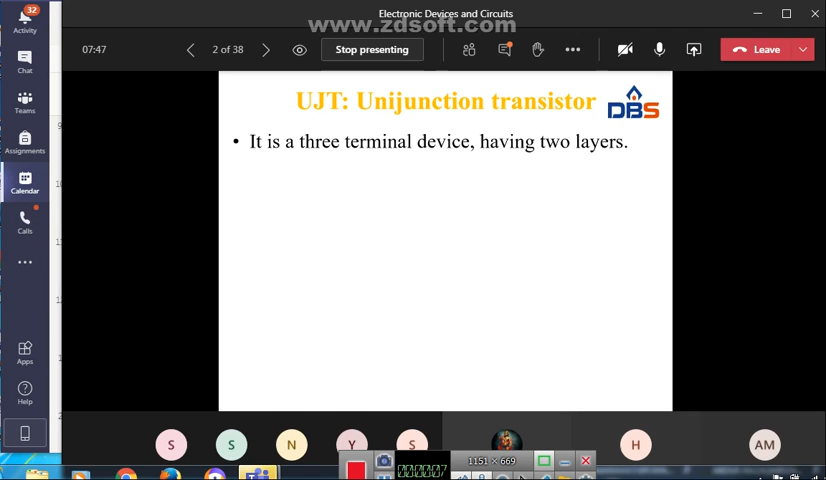 32
Activity
Chat
Teams
Assignments
Calendar
Calls
Apps
Help
Electronic Devices and Circuits
www.zdsoft.com
07:47
2 of 38
Stop presenting
Leave
UJT: Unijunction transistor
DBS
• It is a three terminal device, having two layers.
S
S
N
Y
S
H
AM
1151 × 669